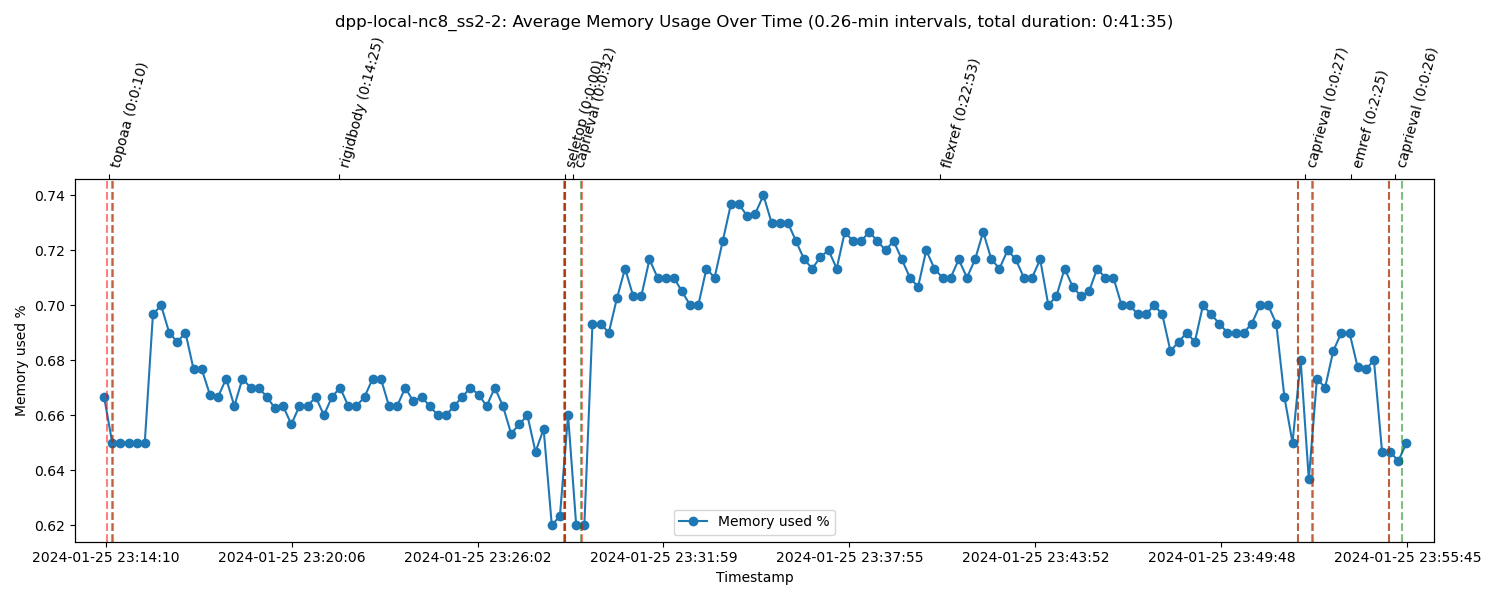 dpp-local-nc8_ss2-2: Average Memory Usage Over Time (0.26-min intervals, total duration: 0:41:35)
topoaa (0:0:10)
rigidbody (0:14:25)
seletop (0:0:00)
caprieval (0:0:32)
flexref (0:22:53)
caprieval (0:0:27)
emref (0:2:25)
caprieval (0:0:26)
Memory used %
0.74
0.72
0.70
0.68
0.66
0.64
0.62
Memory used %
2024-01-25 23:14:10
2024-01-25 23:20:06
2024-01-25 23:26:02
2024-01-25 23:31:59
2024-01-25 23:37:55
2024-01-25 23:43:52
2024-01-25 23:49:48
2024-01-25 23:55:45
Timestamp